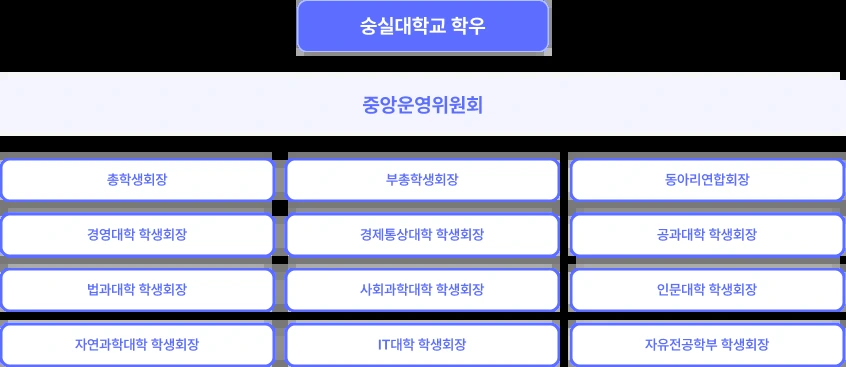 숭실대학교 학우
중앙운영위원회
총학생회장
부총학생회장
동아리연합회장
경영대학 학생회장
경제통상대학 학생회장
공과대학 학생회장
법과대학 학생회장
사회과학대학 학생회장
인문대학 학생회장
자연과학대학 학생회장
IT대학 학생회장
자유전공학부 학생회장